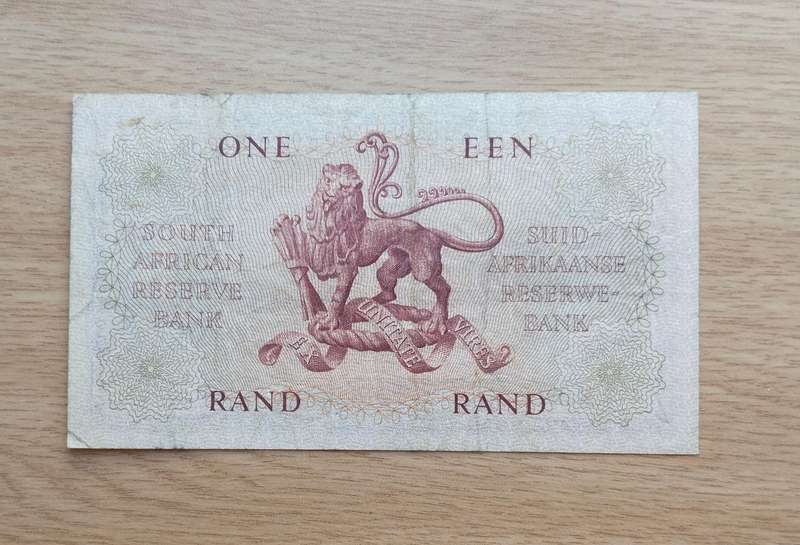 ONE EEN
SOUTH
AFRICAN
RESERVE
BANK
SUID-
AFRIKAANSE
RESERWE-
BANK
EX UNITATE VIRES
RAND RAND